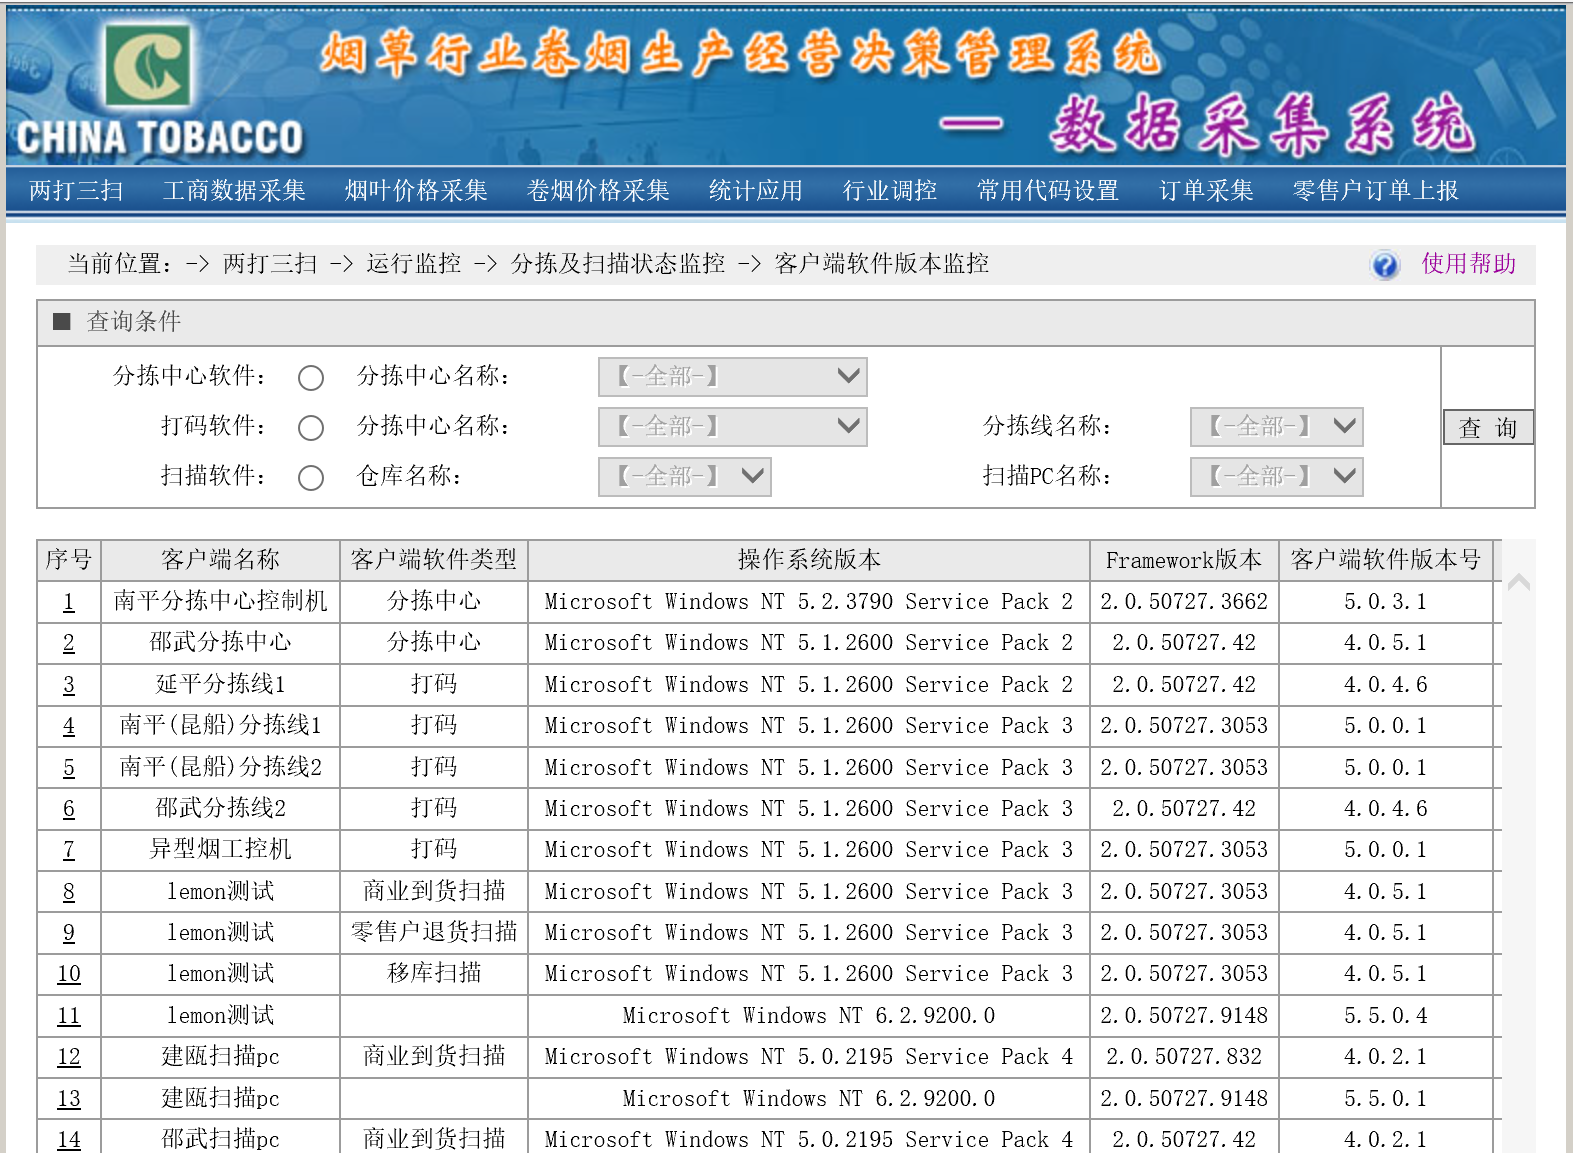 烟草行业卷烟生产经营决策管理系统
— 数据采集系统
CHINA TOBACCO
两打三扫 工商数据采集 烟叶价格采集 卷烟价格采集 统计应用 行业调控 常用代码设置 订单采集 零售户订单上报
当前位置: -> 两打三扫 -> 运行监控 -> 分拣及扫描状态监控 -> 客户端软件版本监控 使用帮助
■ 查询条件
分拣中心软件: 分拣中心名称: 【-全部-】
打码软件: 分拣中心名称: 【-全部-】 分拣线名称: 【-全部-】 查 询
扫描软件: 仓库名称: 【-全部-】 扫描PC名称: 【-全部-】
序号 客户端名称 客户端软件类型 操作系统版本 Framework版本 客户端软件版本号
1 南平分拣中心控制机 分拣中心 Microsoft Windows NT 5.2.3790 Service Pack 2 2.0.50727.3662 5.0.3.1
2 邵武分拣中心 分拣中心 Microsoft Windows NT 5.1.2600 Service Pack 2 2.0.50727.42 4.0.5.1
3 延平分拣线1 打码 Microsoft Windows NT 5.1.2600 Service Pack 2 2.0.50727.42 4.0.4.6
4 南平(昆船)分拣线1 打码 Microsoft Windows NT 5.1.2600 Service Pack 3 2.0.50727.3053 5.0.0.1
5 南平(昆船)分拣线2 打码 Microsoft Windows NT 5.1.2600 Service Pack 3 2.0.50727.3053 5.0.0.1
6 邵武分拣线2 打码 Microsoft Windows NT 5.1.2600 Service Pack 3 2.0.50727.42 4.0.4.6
7 异型烟工控机 打码 Microsoft Windows NT 5.1.2600 Service Pack 3 2.0.50727.3053 5.0.0.1
8 lemon测试 商业到货扫描 Microsoft Windows NT 5.1.2600 Service Pack 3 2.0.50727.3053 4.0.5.1
9 lemon测试 零售户退货扫描 Microsoft Windows NT 5.1.2600 Service Pack 3 2.0.50727.3053 4.0.5.1
10 lemon测试 移库扫描 Microsoft Windows NT 5.1.2600 Service Pack 3 2.0.50727.3053 4.0.5.1
11 lemon测试 Microsoft Windows NT 6.2.9200.0 2.0.50727.9148 5.5.0.4
12 建瓯扫描pc 商业到货扫描 Microsoft Windows NT 5.0.2195 Service Pack 4 2.0.50727.832 4.0.2.1
13 建瓯扫描pc Microsoft Windows NT 6.2.9200.0 2.0.50727.9148 5.5.0.1
14 邵武扫描pc 商业到货扫描 Microsoft Windows NT 5.0.2195 Service Pack 4 2.0.50727.42 4.0.2.1